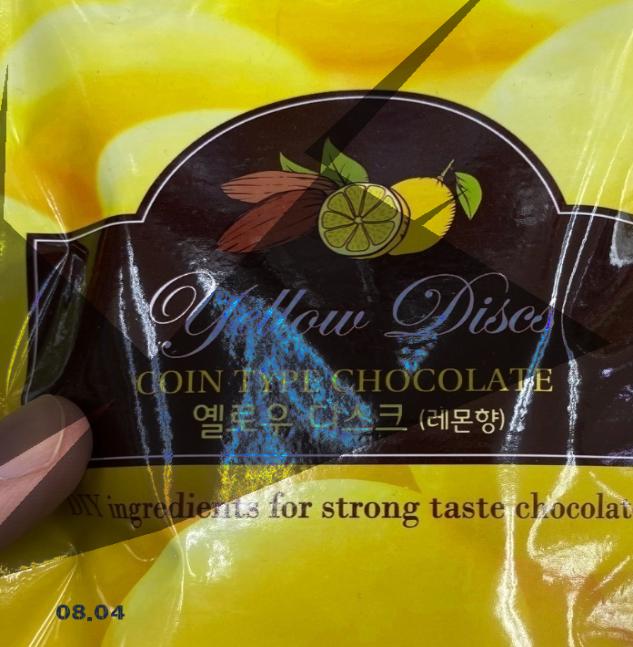 Yellow Discs
COIN TYPE CHOCOLATE
옐로우 디스크 (레몬향)
DIY ingredients for strong taste chocolat
08.04